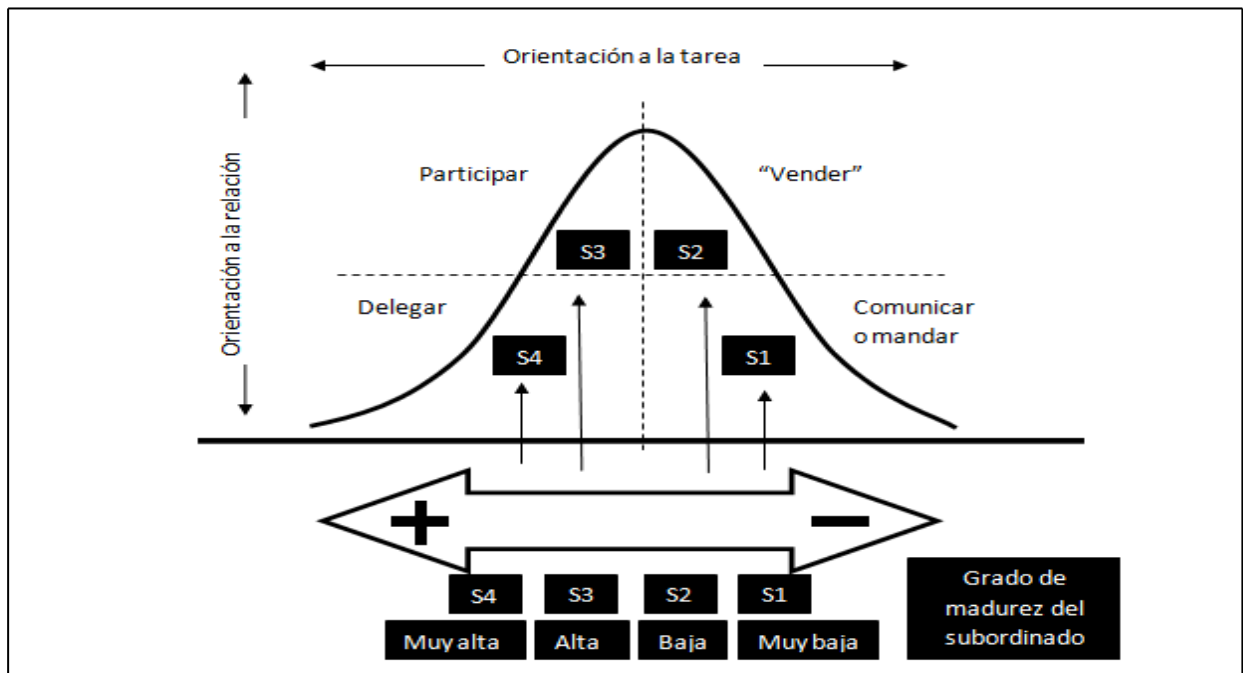 Orientación a la tarea
Orientación a la relación
Participar
“Vender”
S3
S2
Delegar
Comunicar
o mandar
S4
S1
+
−
S4
S3
S2
S1
Muy alta
Alta
Baja
Muy baja
Grado de
madurez del
subordinado